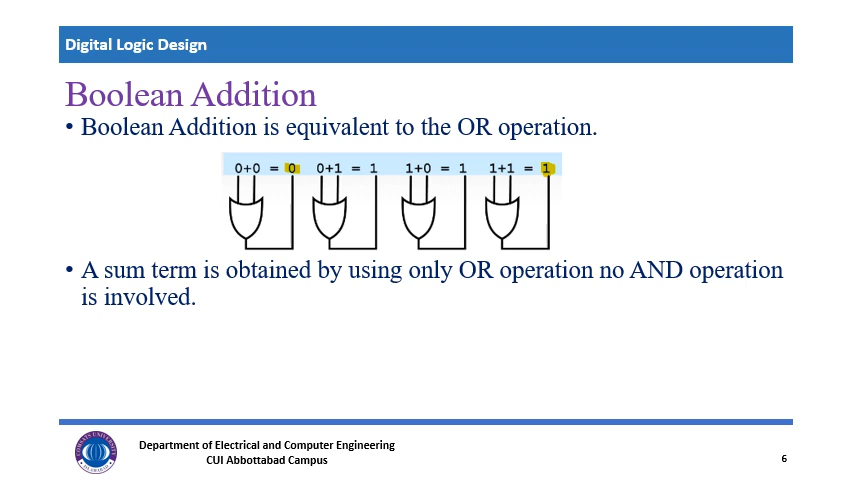 Digital Logic Design
Boolean Addition
• Boolean Addition is equivalent to the OR operation.
0+0 = 0 0+1 = 1 1+0 = 1 1+1 = 1
• A sum term is obtained by using only OR operation no AND operation
is involved.
Department of Electrical and Computer Engineering
CUI Abbottabad Campus
6